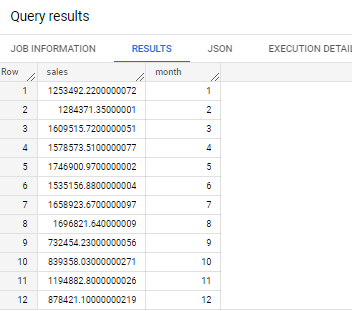 Query results
JOB INFORMATION RESULTS JSON EXECUTION DETAIL
Row sales month
1 1253492.2200000072 1
2 1284371.35000001 2
3 1609515.7200000051 3
4 1578573.5100000077 4
5 1746900.9700000002 5
6 1535156.8800000004 6
7 1658923.6700000097 7
8 1696821.640000009 8
9 732454.23000000056 9
10 839358.03000000271 10
11 1194882.8000000026 11
12 878421.10000000219 12